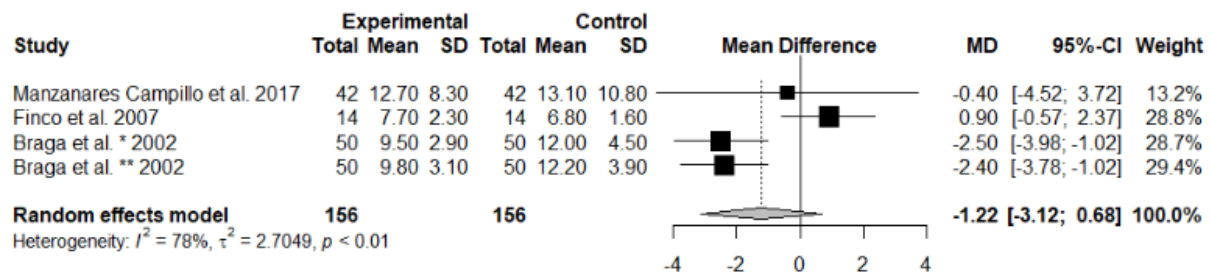 Experimental Control
Study Total Mean SD Total Mean SD Mean Difference MD 95%-CI Weight
Manzanares Campillo et al. 2017 42 12.70 8.30 42 13.10 10.80 -0.40 [-4.52; 3.72] 13.2%
Finco et al. 2007 14 7.70 2.30 14 6.80 1.60 0.90 [-0.57; 2.37] 28.8%
Braga et al. * 2002 50 9.50 2.90 50 12.00 4.50 -2.50 [-3.98; -1.02] 28.7%
Braga et al. ** 2002 50 9.80 3.10 50 12.20 3.90 -2.40 [-3.78; -1.02] 29.4%
Random effects model 156 156 -1.22 [-3.12; 0.68] 100.0%
Heterogeneity: I² = 78%, τ² = 2.7049, p < 0.01
-4 -2 0 2 4